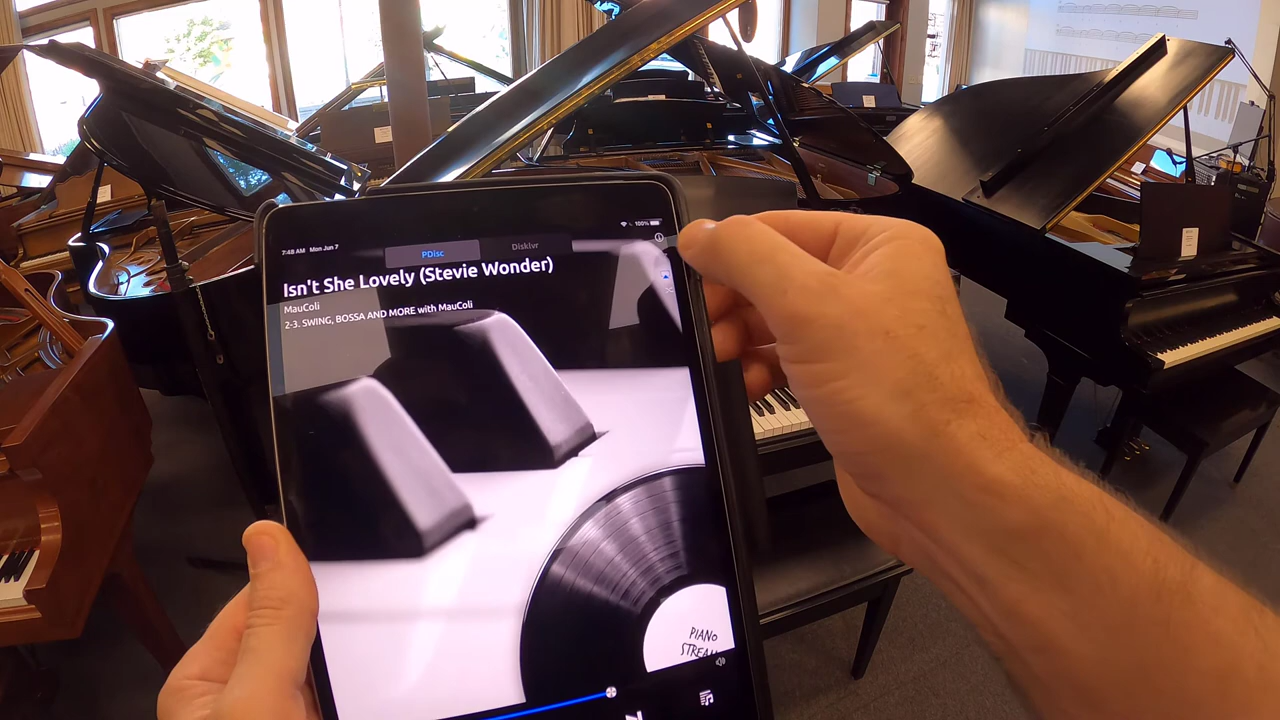 7:48 AM Mon Jun 7
100%
PDisc
Disklvr
Isn't She Lovely (Stevie Wonder)
MauColi
2-3. SWING, BOSSA AND MORE with MauColi
PIANO
STREAM